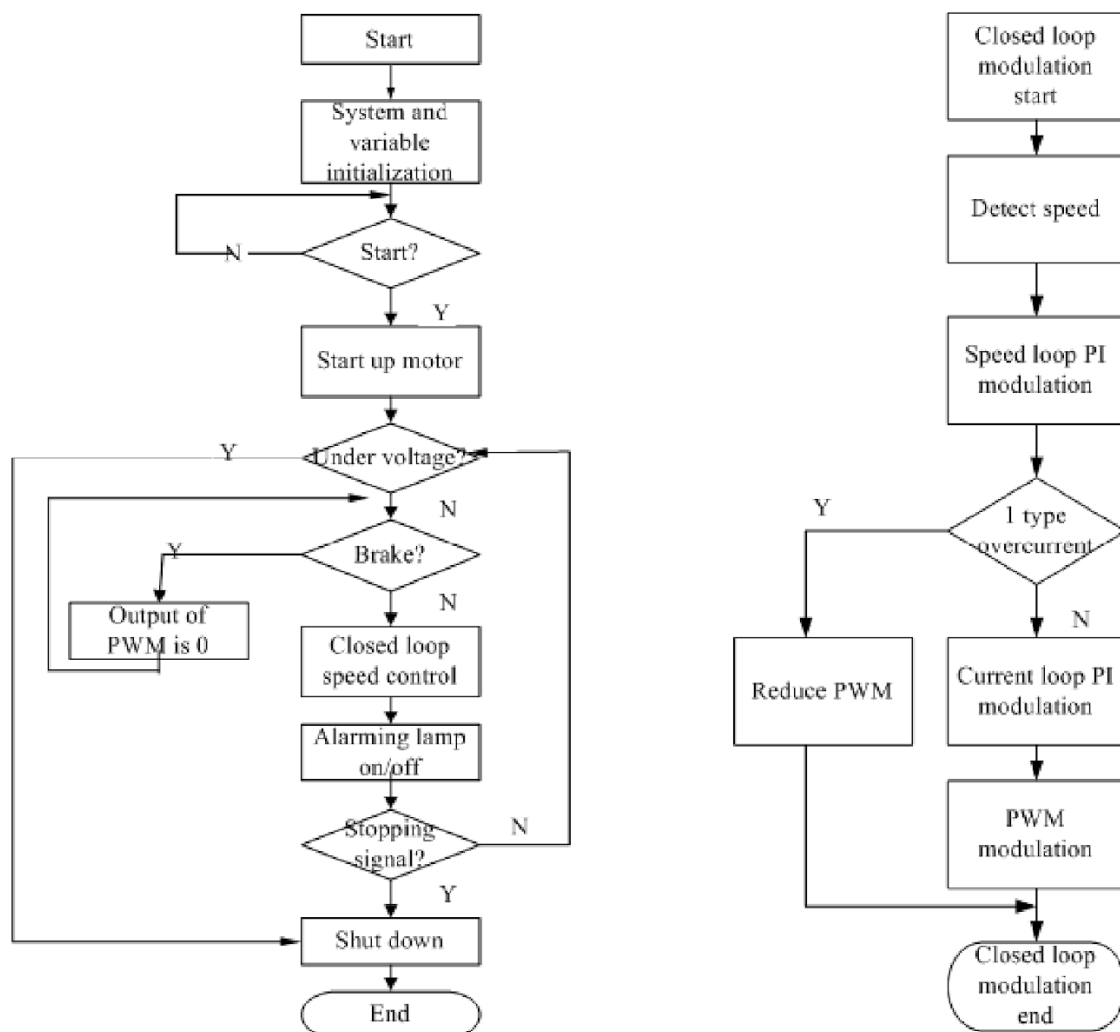 Start
System and
variable
initialization
N
Start?
Y
Start up motor
Y
Under voltage?
N
Y
Brake?
N
Output of
PWM is 0
Closed loop
speed control
Alarming lamp
on/off
Stopping
signal?
N
Y
Shut down
End
Closed loop
modulation
start
Detect speed
Speed loop PI
modulation
Y
1 type
overcurrent
N
Reduce PWM
Current loop PI
modulation
PWM
modulation
Closed loop
modulation
end